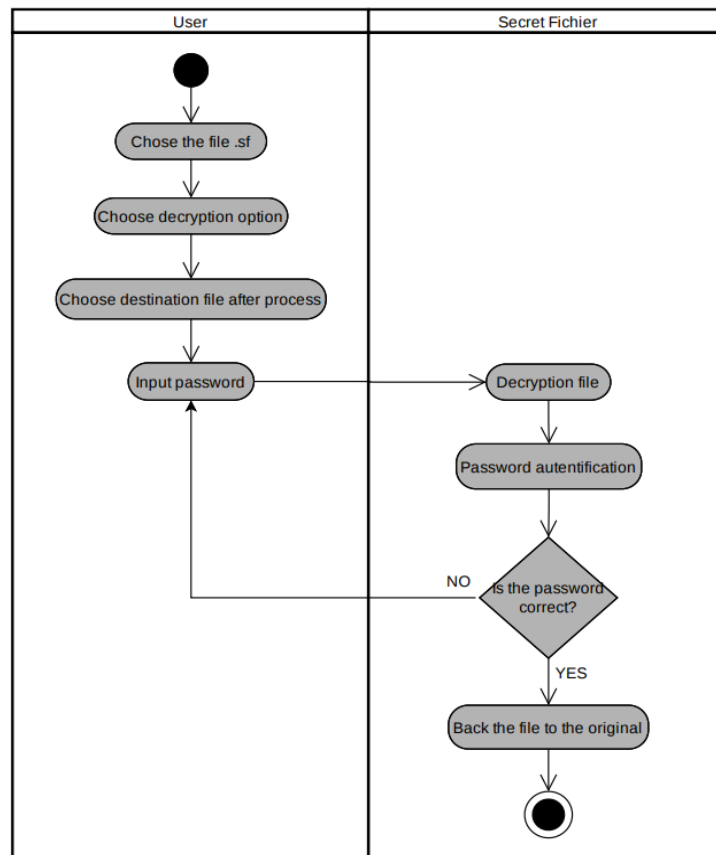 User
Secret Fichier
Chose the file .sf
Choose decryption option
Choose destination file after process
Input password
Decryption file
Password autentification
NO
Is the password
correct?
YES
Back the file to the original